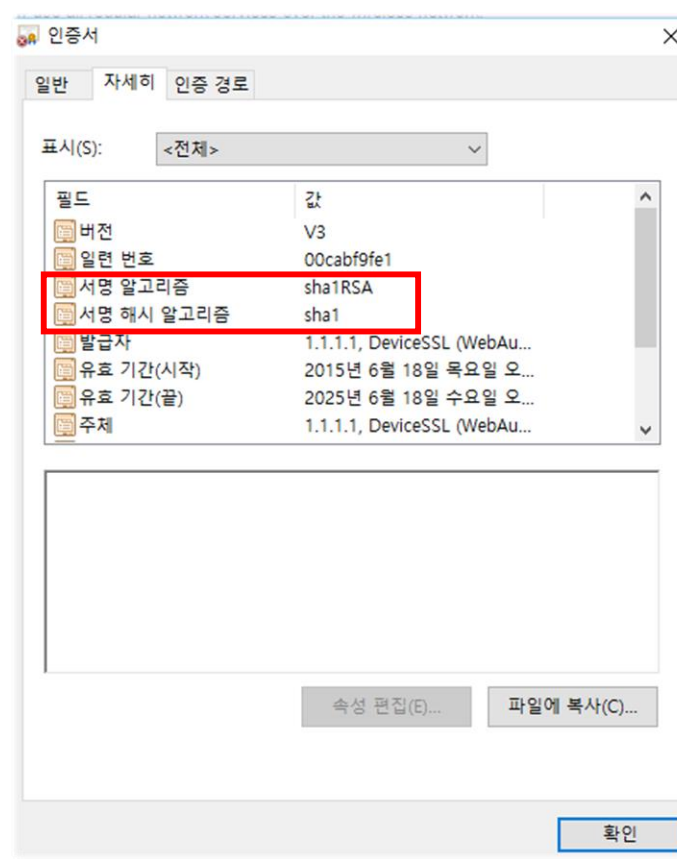 인증서
일반 자세히 인증 경로
표시(S): <전체>
필드 값
버전 V3
일련 번호 00cabf9fe1
서명 알고리즘 sha1RSA
서명 해시 알고리즘 sha1
발급자 1.1.1.1, DeviceSSL (WebAu...
유효 기간(시작) 2015년 6월 18일 목요일 오...
유효 기간(끝) 2025년 6월 18일 수요일 오...
주체 1.1.1.1, DeviceSSL (WebAu...
속성 편집(E)... 파일에 복사(C)...
확인